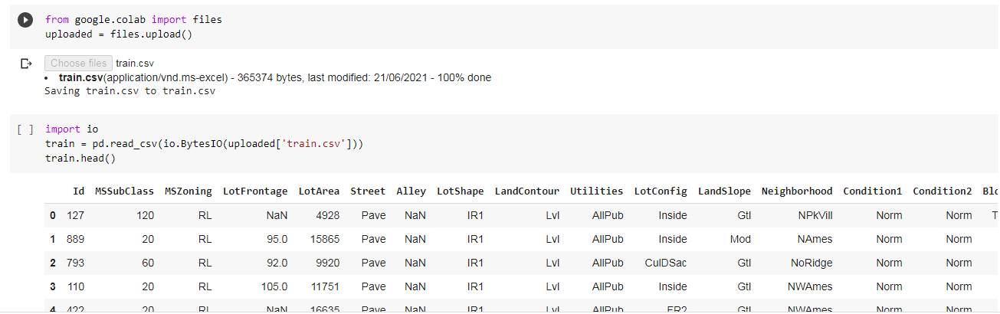 from google.colab import files
uploaded = files.upload()
Choose files train.csv
• train.csv(application/vnd.ms-excel) - 365374 bytes, last modified: 21/06/2021 - 100% done
Saving train.csv to train.csv
[ ] import io
train = pd.read_csv(io.BytesIO(uploaded['train.csv']))
train.head()
Id MSSubClass MSZoning LotFrontage LotArea Street Alley LotShape LandContour Utilities LotConfig LandSlope Neighborhood Condition1 Condition2
0 127 120 RL NaN 4928 Pave NaN IR1 Lvl AllPub Inside Gtl NPkVill Norm Norm
1 889 20 RL 95.0 15865 Pave NaN IR1 Lvl AllPub Inside Mod NAmes Norm Norm
2 793 60 RL 92.0 9920 Pave NaN IR1 Lvl AllPub CulDSac Gtl NoRidge Norm Norm
3 110 20 RL 105.0 11751 Pave NaN IR1 Lvl AllPub Inside Gtl NWAmes Norm Norm
4 422 20 RL NaN 16635 Pave NaN IR1 Lvl AllPub FR2 Gtl NWAmes Norm Norm